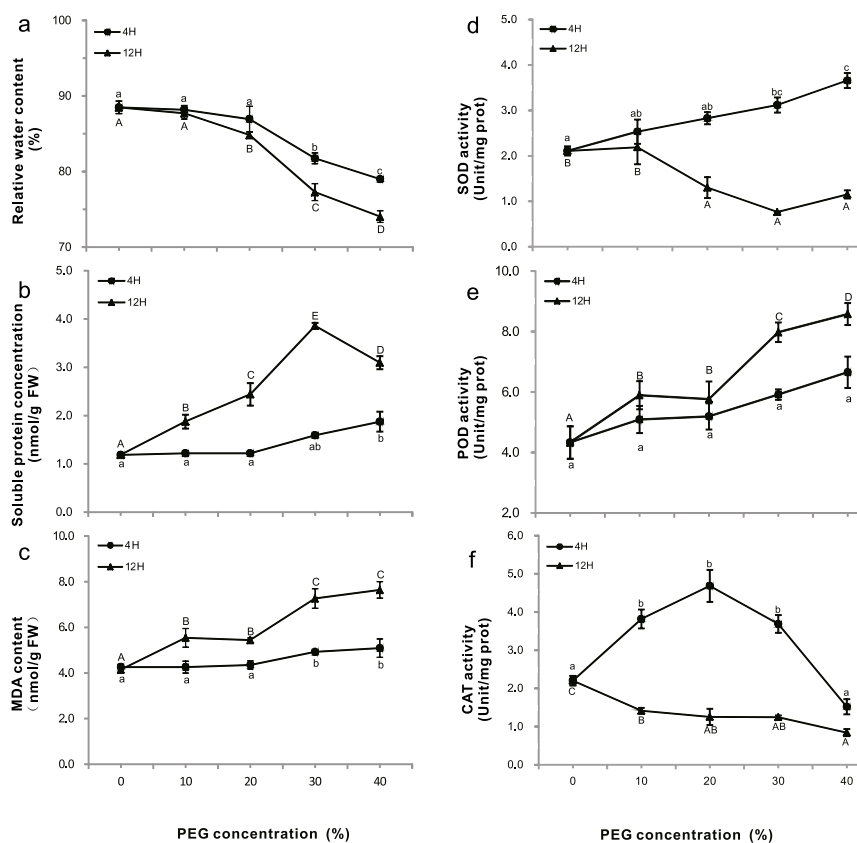 a
100
90
80
70
Relative water content
(%)
4H
12H
a
a
a
b
c
A
A
B
C
D
b
5.0
4.0
3.0
2.0
1.0
0.0
Soluble protein concentration
(nmol/g FW）
4H
12H
A
B
C
E
D
a
a
a
ab
b
c
10.0
8.0
6.0
4.0
2.0
0.0
MDA content
（nmol/g FW)
4H
12H
A
B
B
C
C
a
a
a
b
b
0
10
20
30
40
PEG concentration (%)
d
5.0
4.0
3.0
2.0
1.0
0.0
SOD activity
(Unit/mg prot)
4H
12H
a
ab
ab
bc
c
B
B
A
A
A
e
10.0
8.0
6.0
4.0
2.0
POD activity
(Unit/mg prot)
4H
12H
A
B
B
C
D
a
a
a
a
a
f
6.0
5.0
4.0
3.0
2.0
1.0
0.0
CAT activity
(Unit/mg prot)
4H
12H
a
b
b
b
a
C
B
AB
AB
A
0
10
20
30
40
PEG concentration (%)